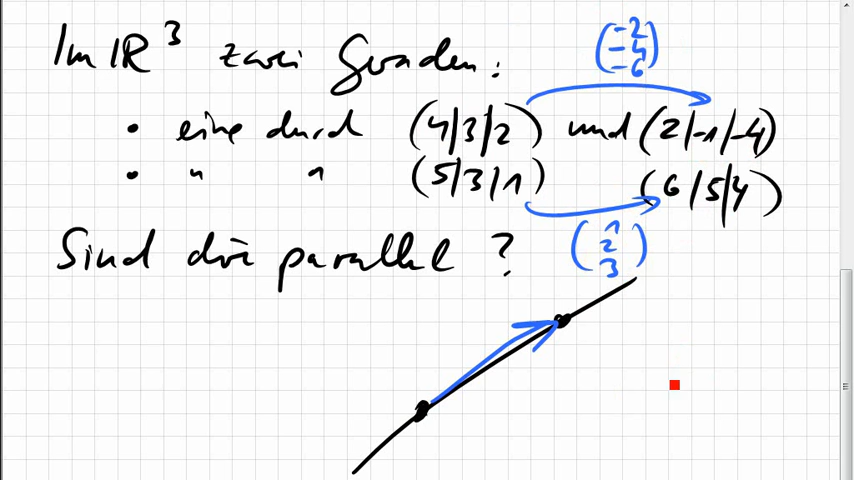 Im ℝ³ zwei Geraden:
(-2 -4 -6)
• eine durch (4|3|2) und (2|-1|-4)
• " " (5|3|1) (6|5|4)
Sind die parallel?
(1 2 3)